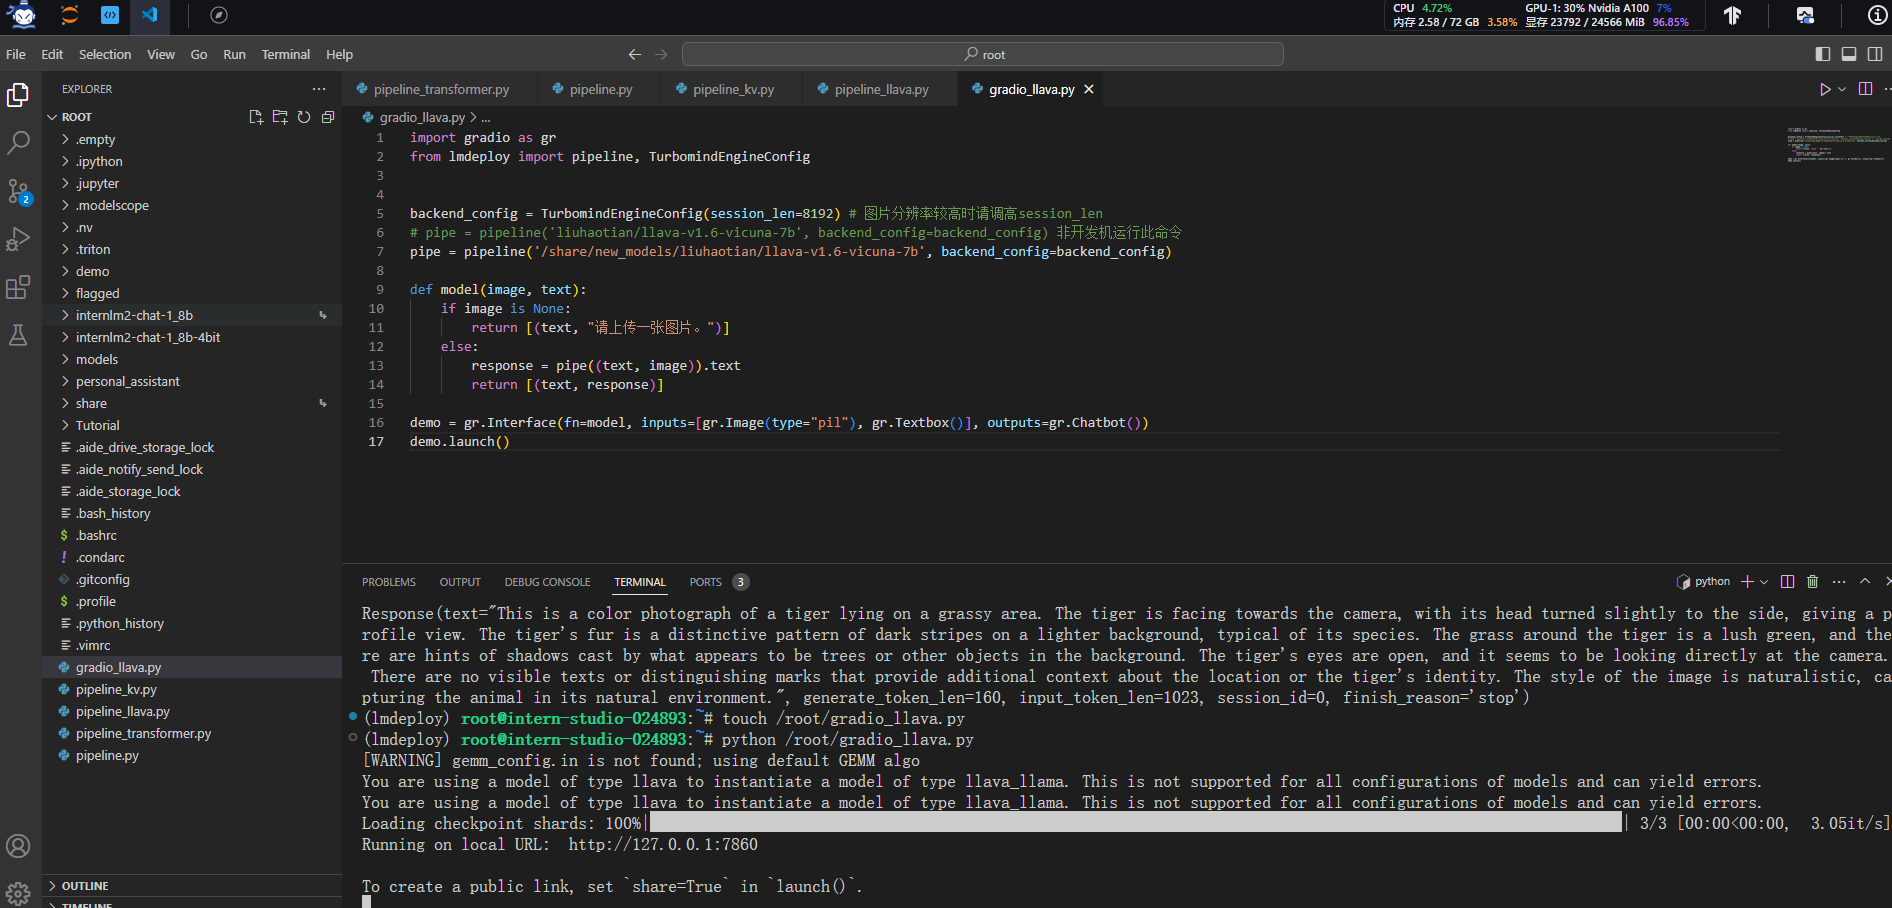 CPU 4.72% GPU-1: 30% Nvidia A100 7%
内存 2.58 / 72 GB 3.58% 显存 23792 / 24566 MiB 96.85%
File Edit Selection View Go Run Terminal Help
root
EXPLORER
pipeline_transformer.py pipeline.py pipeline_kv.py pipeline_llava.py gradio_llava.py
ROOT
.empty
.ipython
.jupyter
.modelscope
.nv
.triton
demo
flagged
internlm2-chat-1_8b
internlm2-chat-1_8b-4bit
models
personal_assistant
share
Tutorial
.aide_drive_storage_lock
.aide_notify_send_lock
.aide_storage_lock
.bash_history
.bashrc
.condarc
.gitconfig
.profile
.python_history
.vimrc
gradio_llava.py
pipeline_kv.py
pipeline_llava.py
pipeline_transformer.py
pipeline.py
OUTLINE
TIMELINE
2
gradio_llava.py > ...
1 import gradio as gr
2 from lmdeploy import pipeline, TurbomindEngineConfig
3
4
5 backend_config = TurbomindEngineConfig(session_len=8192) # 图片分辨率较高时请调高session_len
6 # pipe = pipeline('liuhaotian/llava-v1.6-vicuna-7b', backend_config=backend_config) 非开发机运行此命令
7 pipe = pipeline('/share/new_models/liuhaotian/llava-v1.6-vicuna-7b', backend_config=backend_config)
8
9 def model(image, text):
10 if image is None:
11 return [(text, "请上传一张图片。")]
12 else:
13 response = pipe((text, image)).text
14 return [(text, response)]
15
16 demo = gr.Interface(fn=model, inputs=[gr.Image(type="pil"), gr.Textbox()], outputs=gr.Chatbot())
17 demo.launch()
PROBLEMS OUTPUT DEBUG CONSOLE TERMINAL PORTS 3 python
Response(text="This is a color photograph of a tiger lying on a grassy area. The tiger is facing towards the camera, with its head turned slightly to the side, giving a p
rofile view. The tiger's fur is a distinctive pattern of dark stripes on a lighter background, typical of its species. The grass around the tiger is a lush green, and the
re are hints of shadows cast by what appears to be trees or other objects in the background. The tiger's eyes are open, and it seems to be looking directly at the camera.
There are no visible texts or distinguishing marks that provide additional context about the location or the tiger's identity. The style of the image is naturalistic, ca
pturing the animal in its natural environment.", generate_token_len=160, input_token_len=1023, session_id=0, finish_reason='stop')
(lmdeploy) root@intern-studio-024893:~# touch /root/gradio_llava.py
(lmdeploy) root@intern-studio-024893:~# python /root/gradio_llava.py
[WARNING] gemm_config.in is not found; using default GEMM algo
You are using a model of type llava to instantiate a model of type llava_llama. This is not supported for all configurations of models and can yield errors.
You are using a model of type llava to instantiate a model of type llava_llama. This is not supported for all configurations of models and can yield errors.
Loading checkpoint shards: 100%| | 3/3 [00:00<00:00, 3.05it/s]
Running on local URL: http://127.0.0.1:7860
To create a public link, set `share=True` in `launch()`.